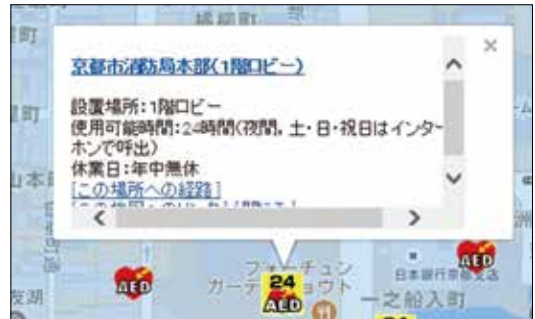 京都市消防局本部(1階ロビー)
設置場所:1階ロビー
使用可能時間:24時間(夜間，土・日・祝日はインター
ホンで呼出)
休業日:年中無休
[この場所への経路]
AED
24
AED
AED
フォーチュン
ガーデン
日本銀行京都支店
一之船入町
友湖